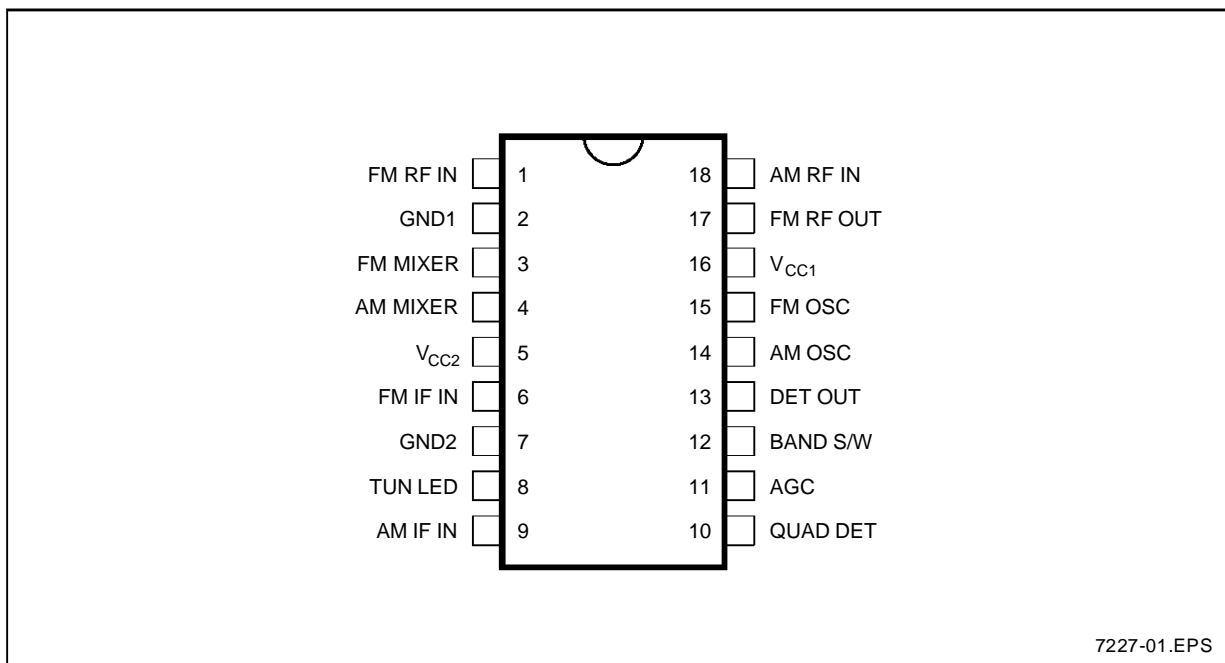 FM RF IN 1 18 AM RF IN
GND1 2 17 FM RF OUT
FM MIXER 3 16 VCC1
AM MIXER 4 15 FM OSC
VCC2 5 14 AM OSC
FM IF IN 6 13 DET OUT
GND2 7 12 BAND S/W
TUN LED 8 11 AGC
AM IF IN 9 10 QUAD DET
7227-01.EPS